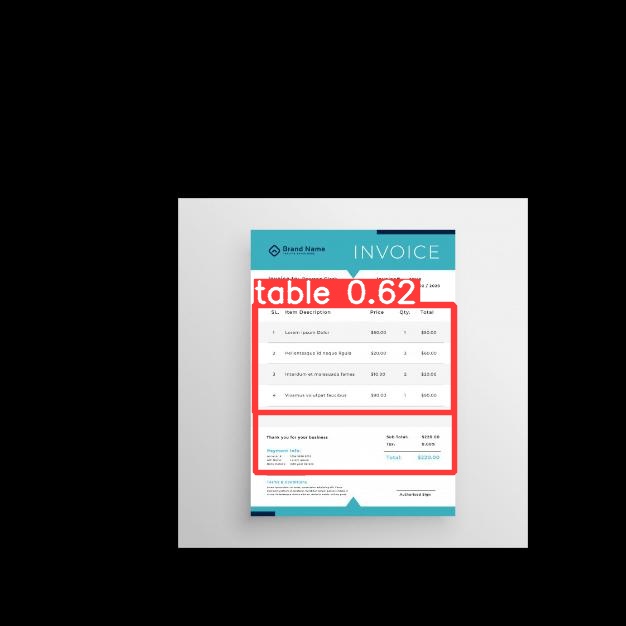 Brand Name
INVOICE
table 0.62
SL. Item Description Price Qty. Total
1 Lorem Ipsum Dolor $50.00 1 $50.00
2 Pellentesque id neque ligula $20.00 3 $60.00
3 Interdum et malesuada fames $10.00 2 $20.00
4 Vivamus volutpat faucibus $90.00 1 $90.00
Thank you for your business
Sub Total: $220.00
Tax: 0.00%
Payment Info:
Total: $220.00
Terms & Conditions
Authorised Sign